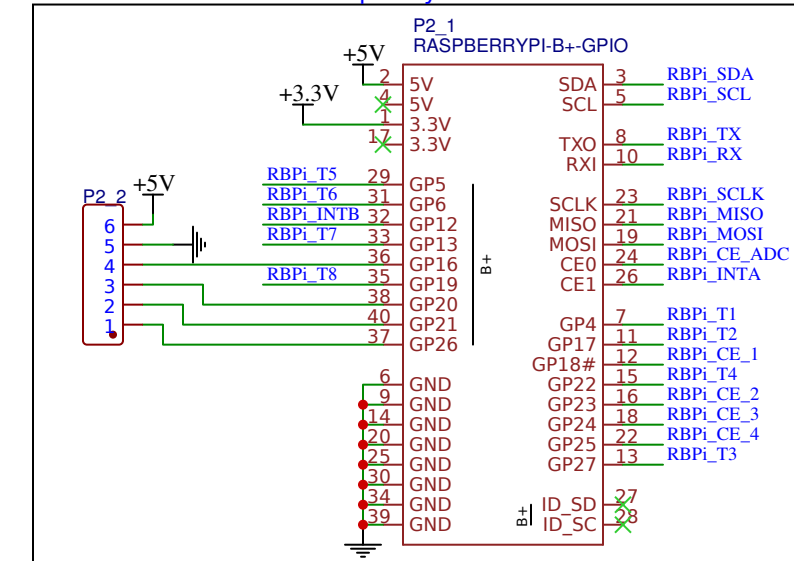 P2_1
RASPBERRYPI-B+-GPIO
+5V
2 5V SDA 3 RBPi_SDA
4 5V SCL 5 RBPi_SCL
+3.3V
1 3.3V
17 3.3V TXO 8 RBPi_TX
RXI 10 RBPi_RX
RBPi_T5 29 GP5
RBPi_T6 31 GP6 SCLK 23 RBPi_SCLK
RBPi_INTB 32 GP12 MISO 21 RBPi_MISO
RBPi_T7 33 GP13 MOSI 19 RBPi_MOSI
36 GP16 CE0 24 RBPi_CE_ADC
RBPi_T8 35 GP19 CE1 26 RBPi_INTA
38 GP20
40 GP21 GP4 7 RBPi_T1
37 GP26 GP17 11 RBPi_T2
GP18# 12 RBPi_CE_1
6 GND GP22 15 RBPi_T4
9 GND GP23 16 RBPi_CE_2
14 GND GP24 18 RBPi_CE_3
20 GND GP25 22 RBPi_CE_4
25 GND GP27 13 RBPi_T3
30 GND
34 GND ID_SD 27
39 GND ID_SC 28
B+
B+
P2_2
+5V
6
5
4
3
2
1